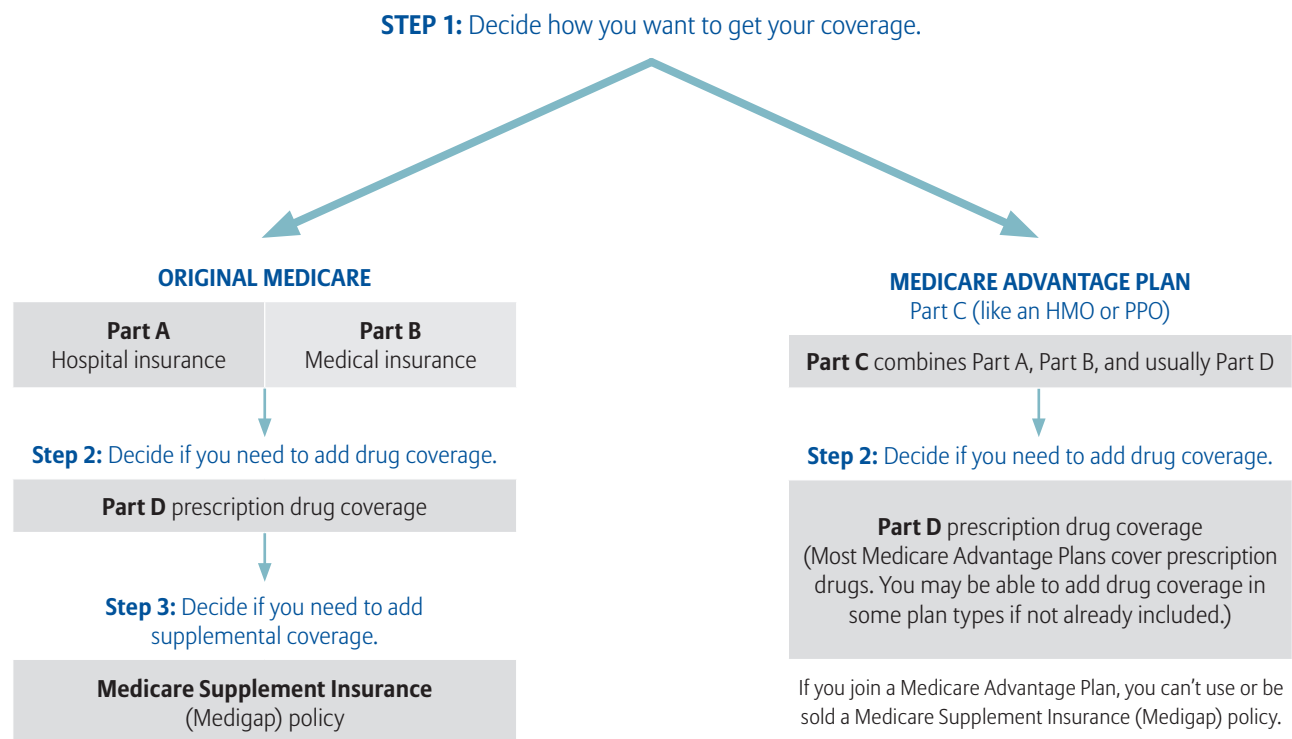 STEP 1: Decide how you want to get your coverage.
ORIGINAL MEDICARE
Part A
Hospital insurance
Part B
Medical insurance
Step 2: Decide if you need to add drug coverage.
Part D prescription drug coverage
Step 3: Decide if you need to add
supplemental coverage.
Medicare Supplement Insurance
(Medigap) policy
MEDICARE ADVANTAGE PLAN
Part C (like an HMO or PPO)
Part C combines Part A, Part B, and usually Part D
Step 2: Decide if you need to add drug coverage.
Part D prescription drug coverage
(Most Medicare Advantage Plans cover prescription
drugs. You may be able to add drug coverage in
some plan types if not already included.)
If you join a Medicare Advantage Plan, you can’t use or be
sold a Medicare Supplement Insurance (Medigap) policy.